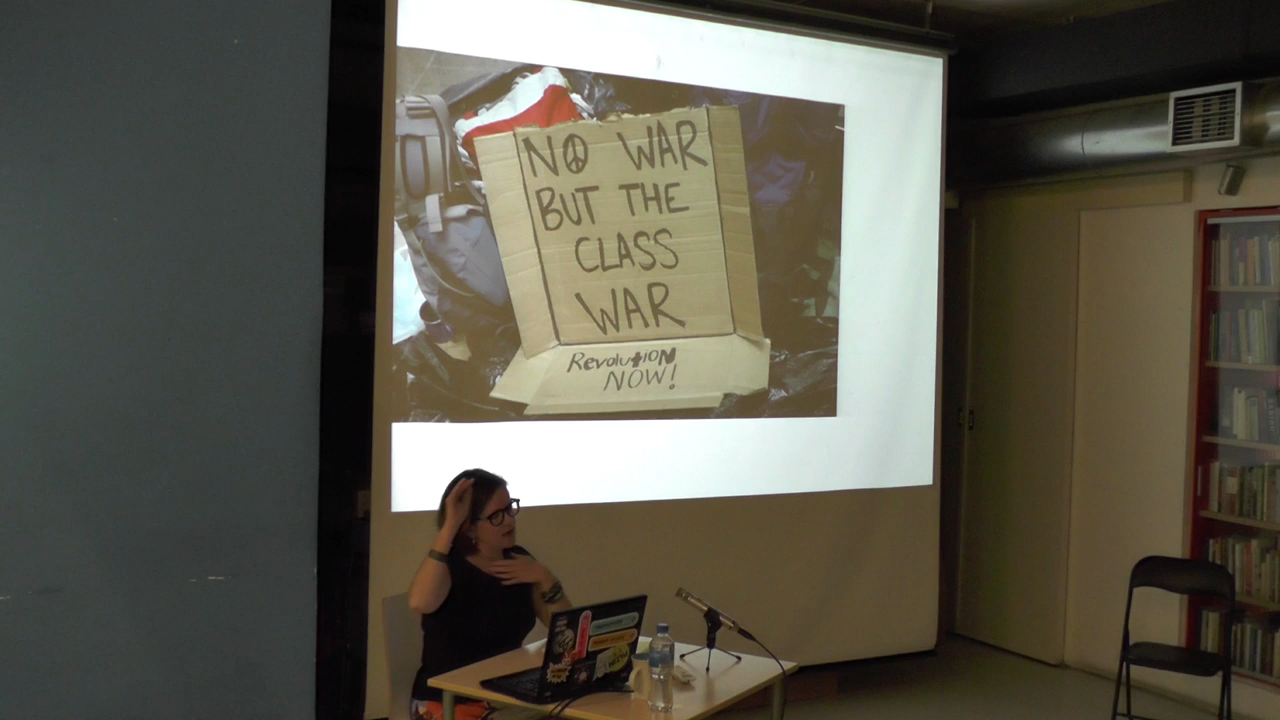 NO WAR
BUT THE
CLASS
WAR
Revolution
NOW!